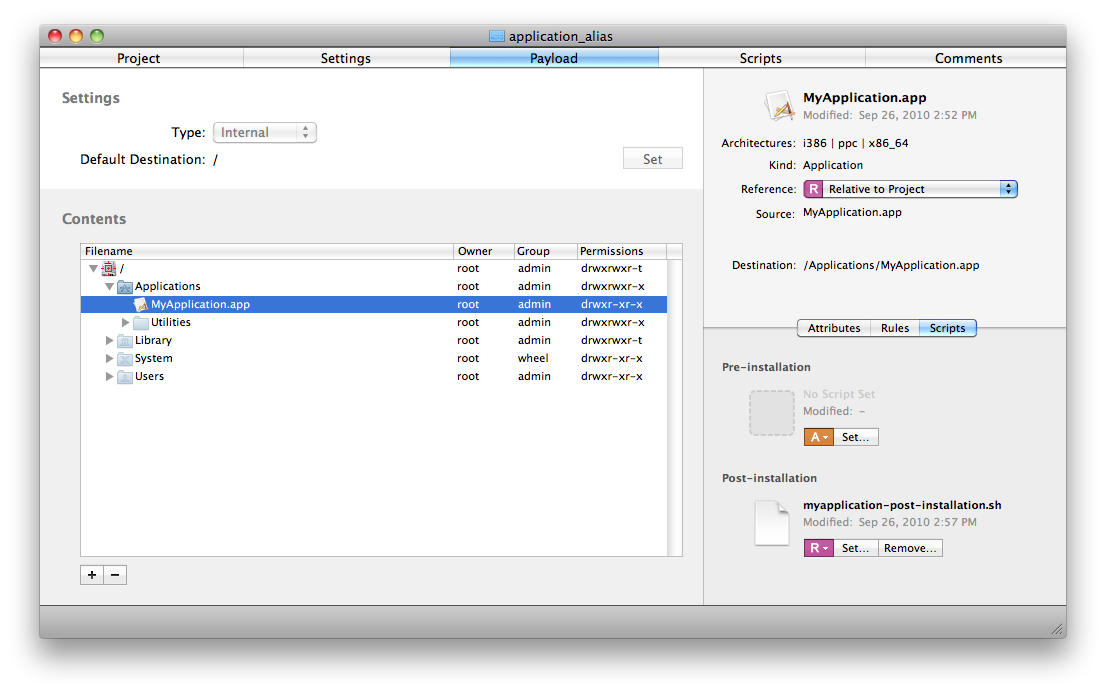 application_alias
Project Settings Payload Scripts Comments
Settings
Type: Internal
Default Destination: /
Set
Contents
Filename Owner Group Permissions
/ root admin drwxrwxr-t
Applications root admin drwxrwxr-x
MyApplication.app root admin drwxr-xr-x
Utilities root admin drwxrwxr-x
Library root admin drwxrwxr-t
System root wheel drwxr-xr-x
Users root admin drwxr-xr-x
+ −
MyApplication.app
Modified: Sep 26, 2010 2:52 PM
Architectures: i386 | ppc | x86_64
Kind: Application
Reference: R Relative to Project
Source: MyApplication.app
Destination: /Applications/MyApplication.app
Attributes Rules Scripts
Pre-installation
No Script Set
Modified: –
A Set...
Post-installation
myapplication-post-installation.sh
Modified: Sep 26, 2010 2:57 PM
R Set... Remove...